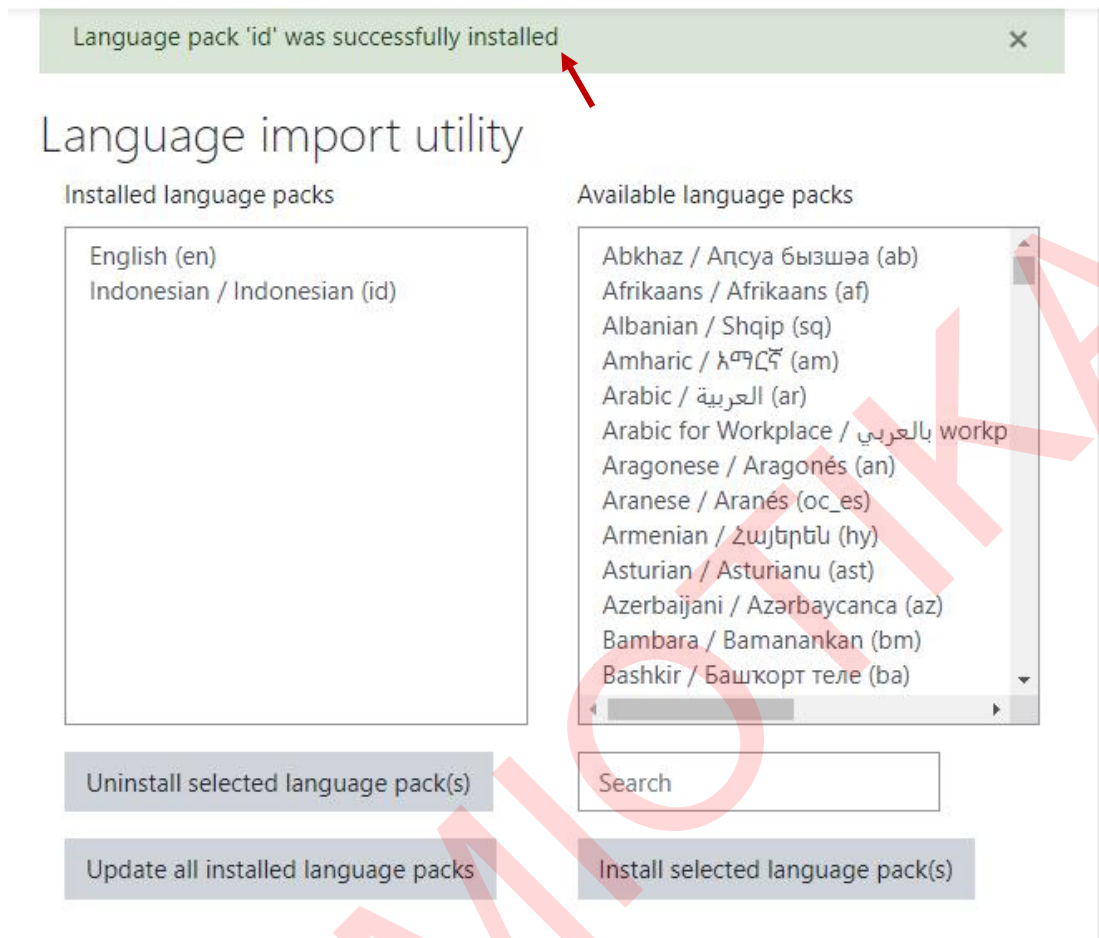 Language pack 'id' was successfully installed
×
Language import utility
Installed language packs
English (en)
Indonesian / Indonesian (id)
Uninstall selected language pack(s)
Update all installed language packs
Available language packs
Abkhaz / Аҧсуа бызшәа (ab)
Afrikaans / Afrikaans (af)
Albanian / Shqip (sq)
Amharic / አማርኛ (am)
Arabic / العربية (ar)
Arabic for Workplace / بالعربي workp
Aragonese / Aragonés (an)
Aranese / Aranés (oc_es)
Armenian / Հայերեն (hy)
Asturian / Asturianu (ast)
Azerbaijani / Azərbaycanca (az)
Bambara / Bamanankan (bm)
Bashkir / Башҡорт теле (ba)
Search
Install selected language pack(s)
MIOTIKA